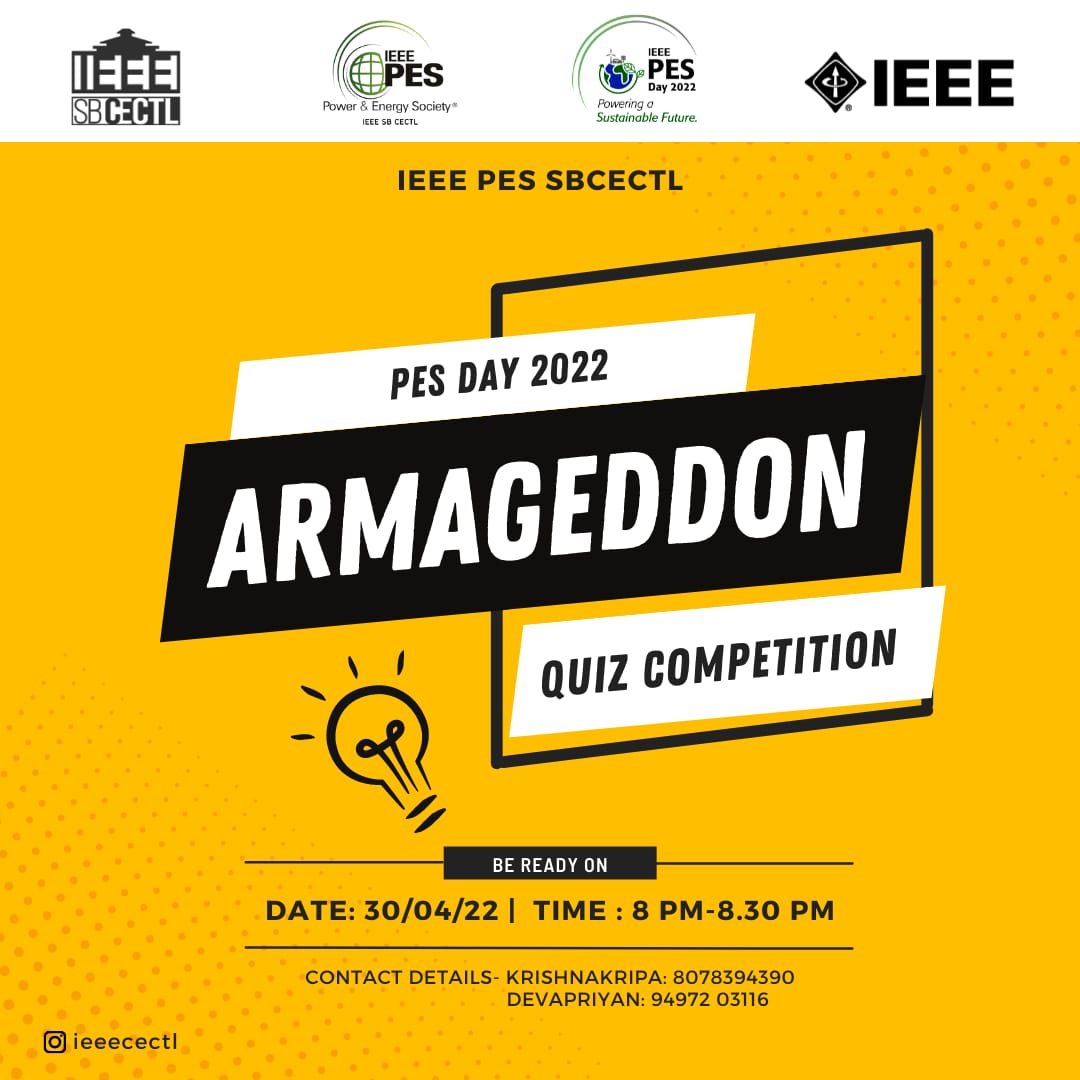 IEEE
SB CECTL
IEEE
PES
Power & Energy Society®
IEEE SB CECTL
IEEE
PES
Day 2022
Powering a
Sustainable Future.
IEEE
IEEE PES SBCECTL
PES DAY 2022
ARMAGEDDON
QUIZ COMPETITION
BE READY ON
DATE: 30/04/22 | TIME : 8 PM-8.30 PM
CONTACT DETAILS- KRISHNAKRIPA: 8078394390
DEVAPRIYAN: 94972 03116
ieeecectl